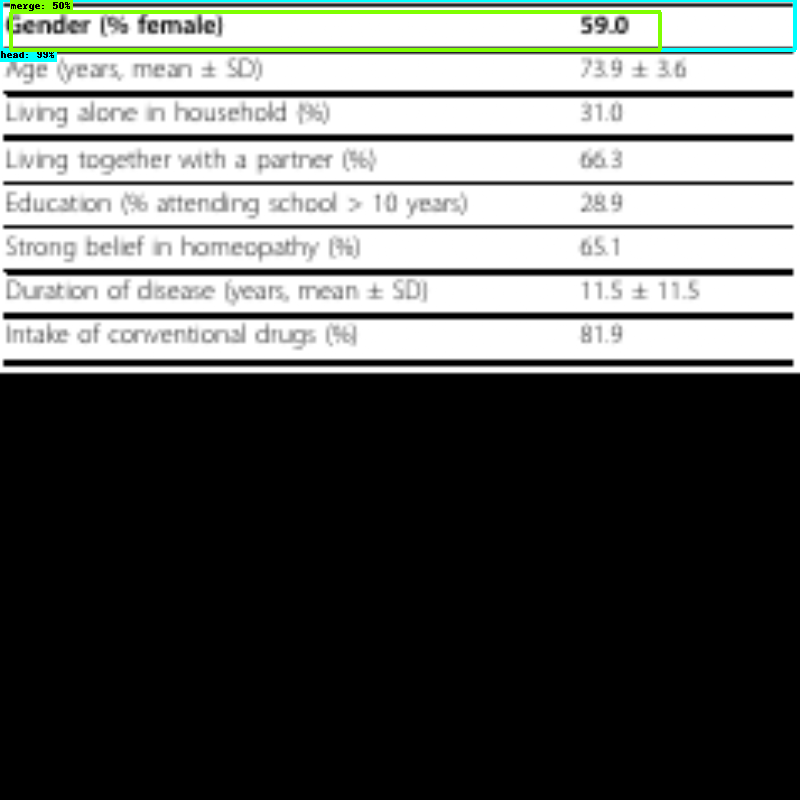 merge: 50%
Gender (% female) 59.0
head: 99%
Age (years, mean ± SD) 73.9 ± 3.6
Living alone in household (%) 31.0
Living together with a partner (%) 66.3
Education (% attending school > 10 years) 28.9
Strong belief in homeopathy (%) 65.1
Duration of disease (years, mean ± SD) 11.5 ± 11.5
Intake of conventional drugs (%) 81.9